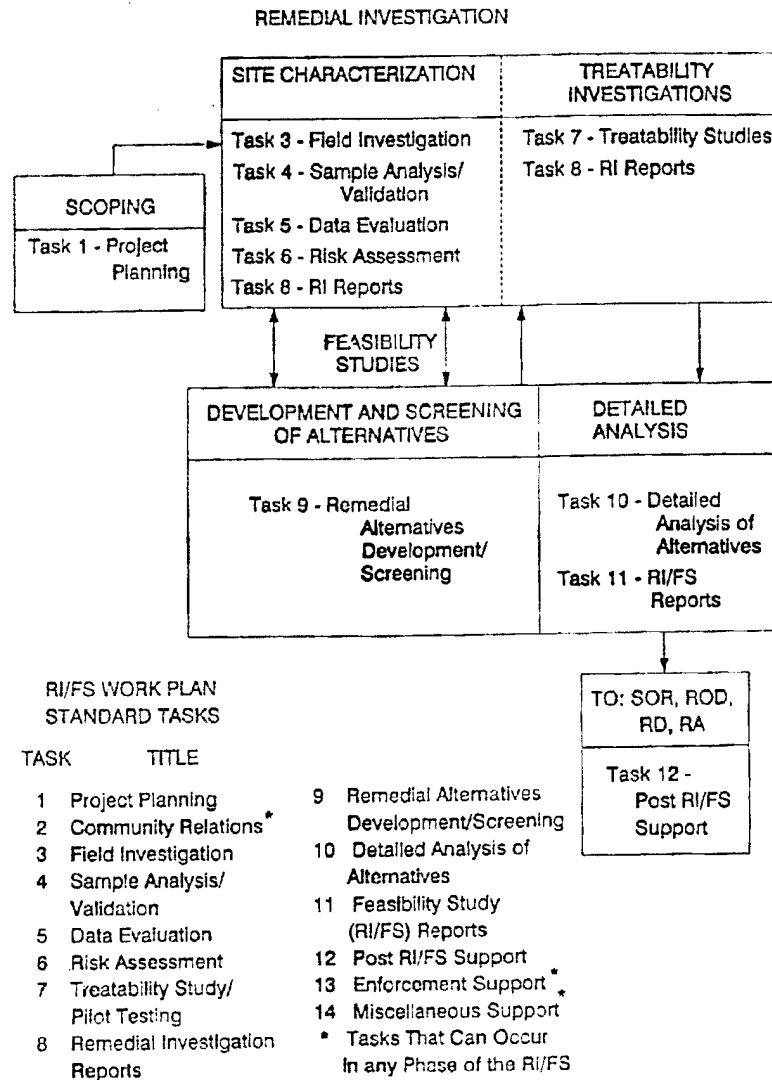 REMEDIAL INVESTIGATION
SITE CHARACTERIZATION
Task 3 - Field Investigation
Task 4 - Sample Analysis/
Validation
Task 5 - Data Evaluation
Task 6 - Risk Assessment
Task 8 - RI Reports
TREATABILITY
INVESTIGATIONS
Task 7 - Treatability Studies
Task 8 - RI Reports
SCOPING
Task 1 - Project
Planning
FEASIBILITY
STUDIES
DEVELOPMENT AND SCREENING
OF ALTERNATIVES
Task 9 - Remedial
Alternatives
Development/
Screening
DETAILED
ANALYSIS
Task 10 - Detailed
Analysis of
Alternatives
Task 11 - RI/FS
Reports
TO: SOR, ROD,
RD, RA
Task 12 -
Post RI/FS
Support
RI/FS WORK PLAN
STANDARD TASKS
TASK TITLE
1 Project Planning
2 Community Relations*
3 Field Investigation
4 Sample Analysis/
Validation
5 Data Evaluation
6 Risk Assessment
7 Treatability Study/
Pilot Testing
8 Remedial Investigation
Reports
9 Remedial Alternatives
Development/Screening
10 Detailed Analysis of
Alternatives
11 Feasibility Study
(RI/FS) Reports
12 Post RI/FS Support
13 Enforcement Support*
14 Miscellaneous Support*
* Tasks That Can Occur
In any Phase of the RI/FS